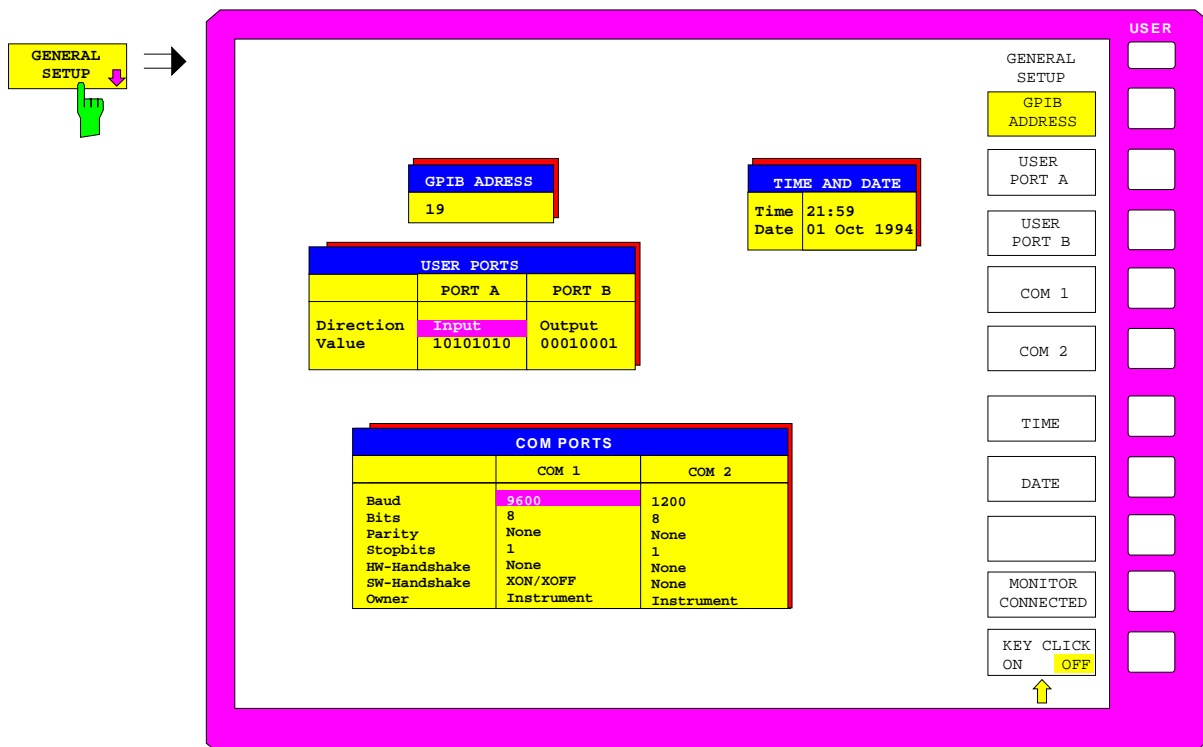 GENERAL
SETUP
USER
GPIB ADRESS
19
TIME AND DATE
Time 21:59
Date 01 Oct 1994
USER PORTS
PORT A PORT B
Direction Input Output
Value 10101010 00010001
COM PORTS
COM 1 COM 2
Baud 9600 1200
Bits 8 8
Parity None None
Stopbits 1 1
HW-Handshake None None
SW-Handshake XON/XOFF None
Owner Instrument Instrument
GENERAL
SETUP
GPIB
ADDRESS
USER
PORT A
USER
PORT B
COM 1
COM 2
TIME
DATE
MONITOR
CONNECTED
KEY CLICK
ON OFF